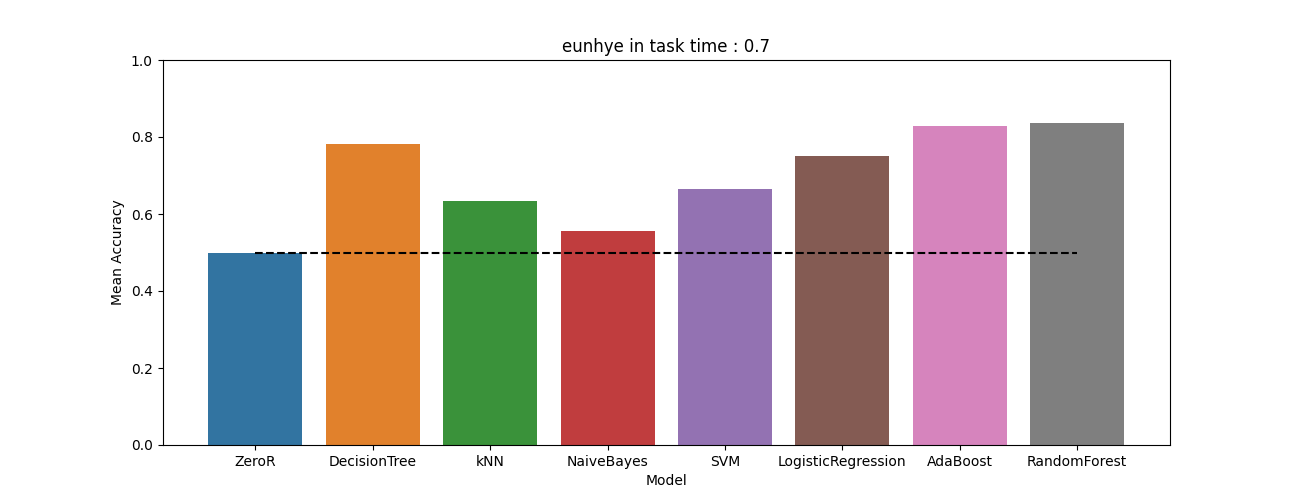 eunhye in task time : 0.7
1.0
0.8
0.6
0.4
0.2
0.0
Mean Accuracy
ZeroR DecisionTree kNN NaiveBayes SVM LogisticRegression AdaBoost RandomForest
Model